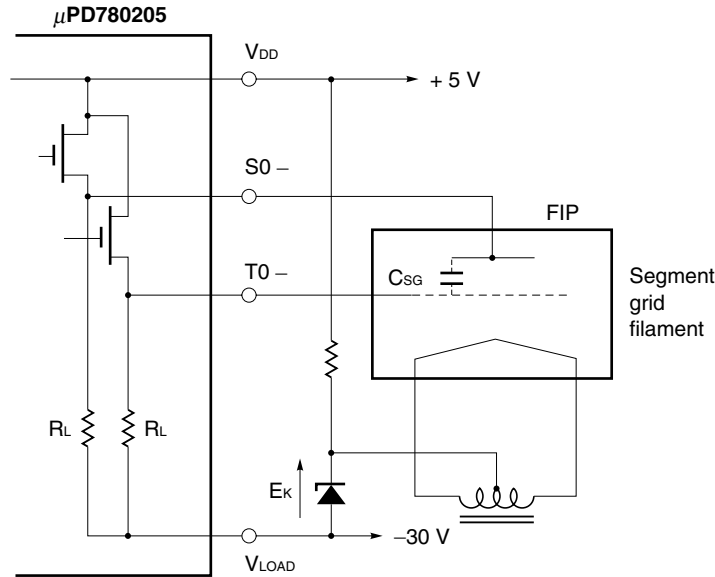 μPD780205
VDD
+ 5 V
S0 –
FIP
T0 –
CSG
Segment
grid
filament
RL
RL
EK
–30 V
VLOAD